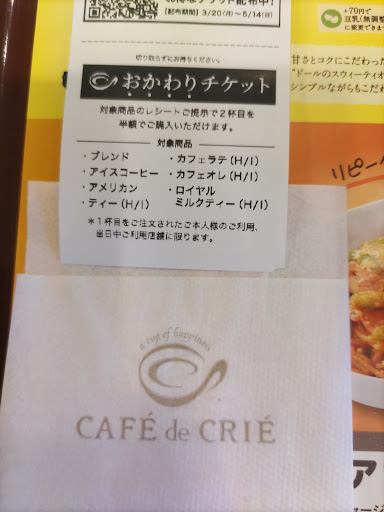 【配布期間】3/20(月)〜5/14(日)
切り取らずにお持ちください。
おかわりチケット
対象商品のレシートご提示で2杯目を
半額でご購入いただけます。
対象商品
・ブレンド
・アイスコーヒー
・アメリカン
・ティー(H/I)
・カフェラテ(H/I)
・カフェオレ(H/I)
・ロイヤル
ミルクティー(H/I)
＊1杯目をご注文されたご本人様のご利用、
当日中ご利用店舗に限ります。
a cup of happiness
CAFÉ de CRIÉ
+70円で
豆乳(無調整
に変更できま
甘さとコクにこだわった
"ドールのスウィーティオ
シンプルながらもこだ
リピー
ア